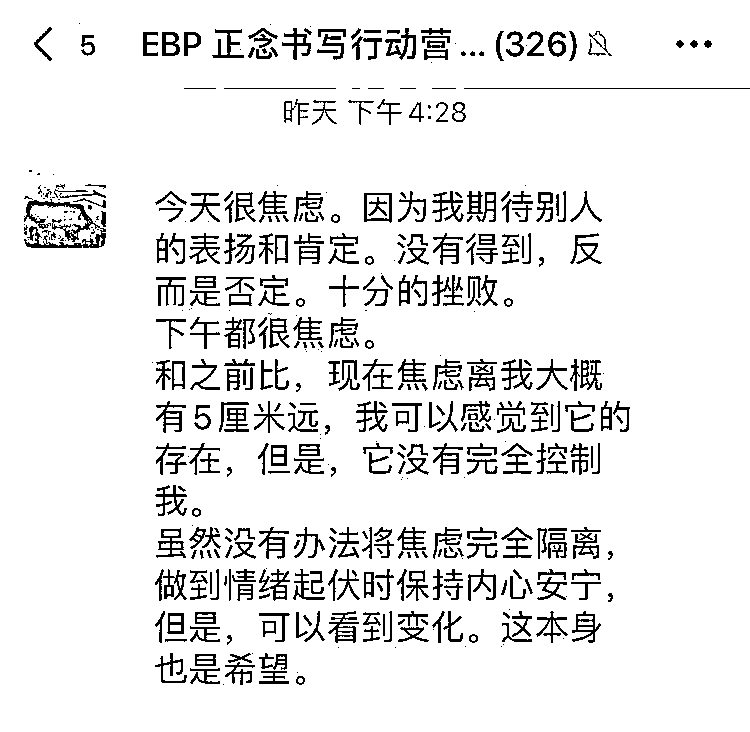 5 EBP 正念书写行动营... (326)
昨天 下午4:28
今天很焦虑。因为我期待别人
的表扬和肯定。没有得到，反
而是否定。十分的挫败。
下午都很焦虑。
和之前比，现在焦虑离我大概
有5厘米远，我可以感觉到它的
存在，但是，它没有完全控制
我。
虽然没有办法将焦虑完全隔离，
做到情绪起伏时保持内心安宁，
但是，可以看到变化。这本身
也是希望。